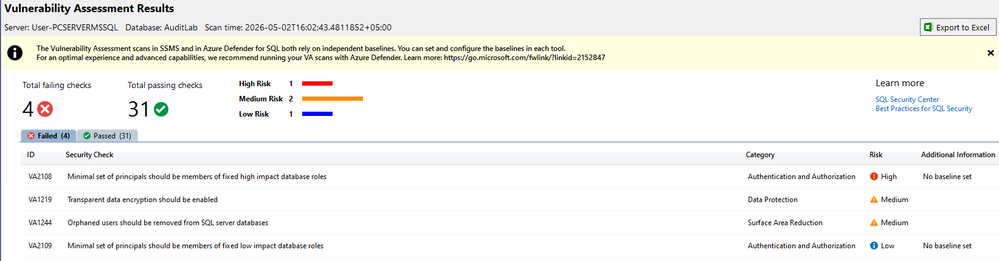 Vulnerability Assessment Results
Server: User-PCSERVERMSSQL Database: AuditLab Scan time: 2026-05-02T16:02:43.4811852+05:00
Export to Excel
The Vulnerability Assessment scans in SSMS and in Azure Defender for SQL both rely on independent baselines. You can set and configure the baselines in each tool.
For an optimal experience and advanced capabilities, we recommend running your VA scans with Azure Defender. Learn more: https://go.microsoft.com/fwlink/?linkid=2152847
Total failing checks
4
Total passing checks
31
High Risk 1
Medium Risk 2
Low Risk 1
Learn more
SQL Security Center
Best Practices for SQL Security
Failed (4) Passed (31)
ID Security Check Category Risk Additional Information
VA2108 Minimal set of principals should be members of fixed high impact database roles Authentication and Authorization High No baseline set
VA1219 Transparent data encryption should be enabled Data Protection Medium
VA1244 Orphaned users should be removed from SQL server databases Surface Area Reduction Medium
VA2109 Minimal set of principals should be members of fixed low impact database roles Authentication and Authorization Low No baseline set